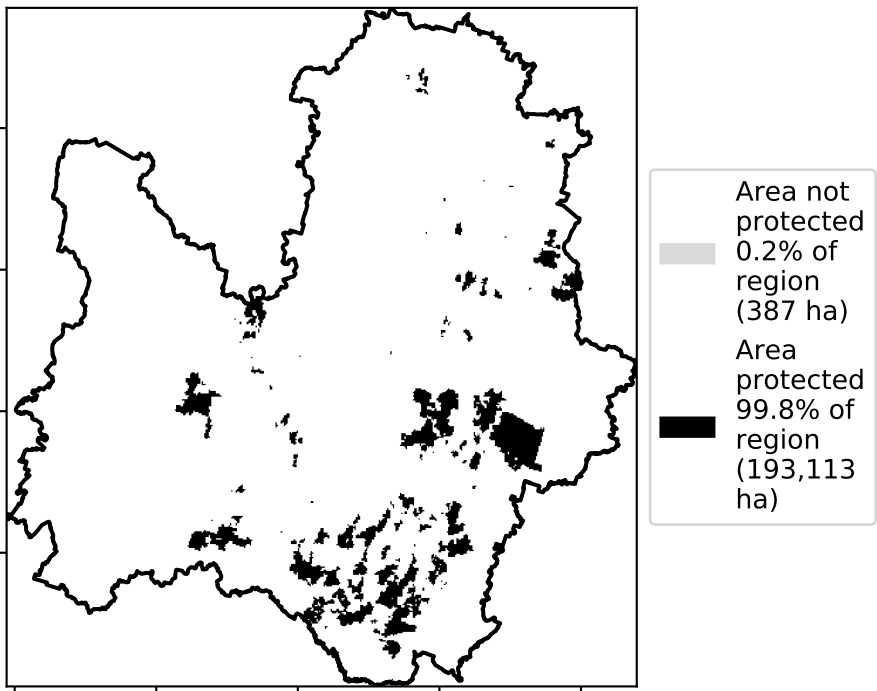 Area not
protected
0.2% of
region
(387 ha)
Area
protected
99.8% of
region
(193,113
ha)